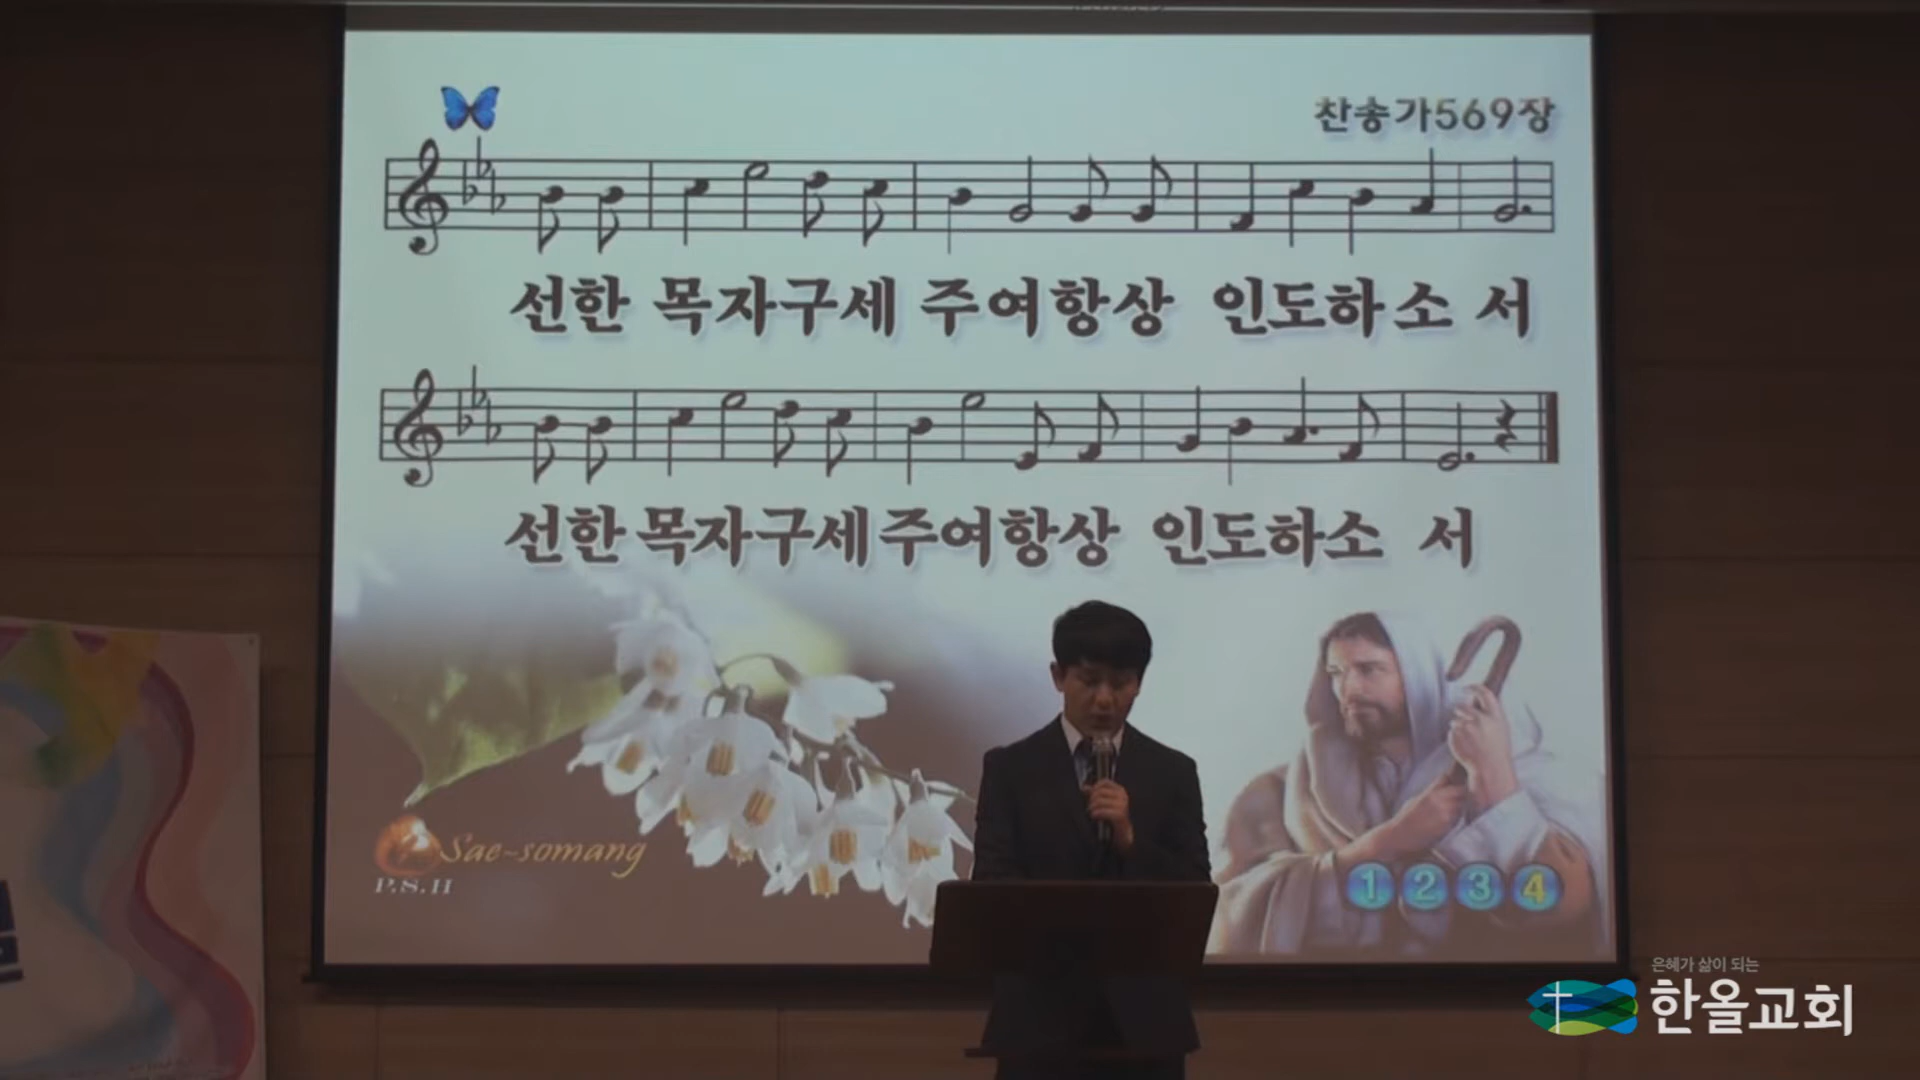 찬송가569장
선한 목자구세 주여항상 인도하소 서
선한목자구세주여항상 인도하소 서
Sae-somang
P.S.H
1 2 3 4
은혜가 삶이 되는
한올교회